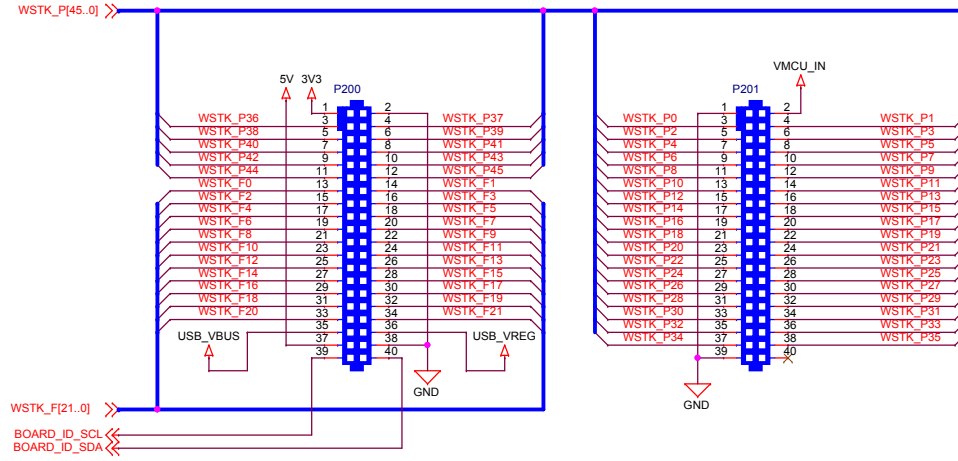 WSTK_P[45..0]
5V 3V3 P200
1 2
WSTK_P36 3 4 WSTK_P37
WSTK_P38 5 6 WSTK_P39
WSTK_P40 7 8 WSTK_P41
WSTK_P42 9 10 WSTK_P43
WSTK_P44 11 12 WSTK_P45
WSTK_F0 13 14 WSTK_F1
WSTK_F2 15 16 WSTK_F3
WSTK_F4 17 18 WSTK_F5
WSTK_F6 19 20 WSTK_F7
WSTK_F8 21 22 WSTK_F9
WSTK_F10 23 24 WSTK_F11
WSTK_F12 25 26 WSTK_F13
WSTK_F14 27 28 WSTK_F15
WSTK_F16 29 30 WSTK_F17
WSTK_F18 31 32 WSTK_F19
WSTK_F20 33 34 WSTK_F21
35 36
USB_VBUS 37 38 USB_VREG
39 40
GND
VMCU_IN
P201
1 2
WSTK_P0 3 4 WSTK_P1
WSTK_P2 5 6 WSTK_P3
WSTK_P4 7 8 WSTK_P5
WSTK_P6 9 10 WSTK_P7
WSTK_P8 11 12 WSTK_P9
WSTK_P10 13 14 WSTK_P11
WSTK_P12 15 16 WSTK_P13
WSTK_P14 17 18 WSTK_P15
WSTK_P16 19 20 WSTK_P17
WSTK_P18 21 22 WSTK_P19
WSTK_P20 23 24 WSTK_P21
WSTK_P22 25 26 WSTK_P23
WSTK_P24 27 28 WSTK_P25
WSTK_P26 29 30 WSTK_P27
WSTK_P28 31 32 WSTK_P29
WSTK_P30 33 34 WSTK_P31
WSTK_P32 35 36 WSTK_P33
WSTK_P34 37 38 WSTK_P35
39 40
GND
WSTK_F[21..0]
BOARD_ID_SCL
BOARD_ID_SDA